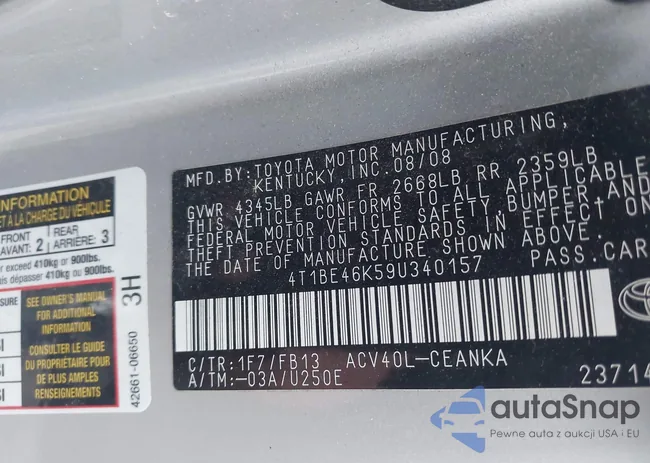 INFORMATION
ET À LA CHARGE DU VÉHICULE
FRONT
AVANT: 2
REAR
ARRIÈRE: 3
exceed 410kg or 900lbs.
dépasser 410kg ou 900lbs.
SEE OWNER'S MANUAL
FOR ADDITIONAL
INFORMATION
CONSULTER LE GUIDE
DU PROPRIÉTAIRE POUR
DE PLUS AMPLES
RENSEIGNEMENTS
3H
42661-06650
MFD. BY: TOYOTA MOTOR MANUFACTURING,
KENTUCKY, INC. 08/08
GVWR 4345LB GAWR FR 2668LB RR 2359LB
THIS VEHICLE CONFORMS TO ALL APPLICABLE
FEDERAL MOTOR VEHICLE SAFETY, BUMPER AND
THEFT PREVENTION STANDARDS IN EFFECT ON
THE DATE OF MANUFACTURE SHOWN ABOVE.
4T1BE46K59U340157 PASS. CAR
C/TR: 1F7/FB13 ACV40L-CEANKA
A/TM: -03A/U250E
23714
TOYOTA
autaSnap
Pewne auta z aukcji USA i EU